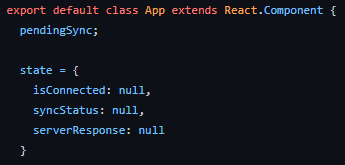 export default class App extends React.Component {
pendingSync;
state = {
isConnected: null,
syncStatus: null,
serverResponse: null
}